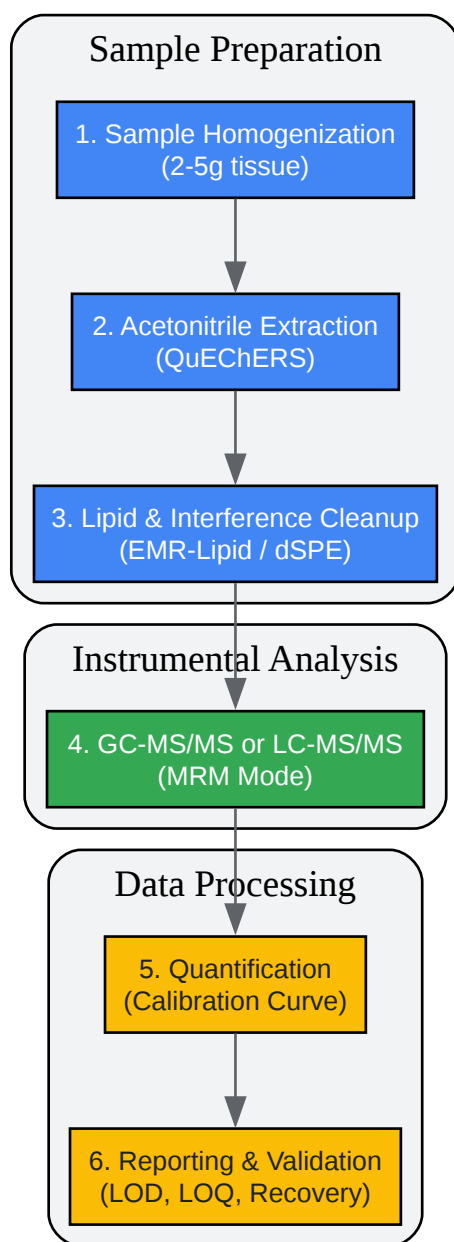 Sample Preparation
1. Sample Homogenization
(2-5g tissue)
2. Acetonitrile Extraction
(QuEChERS)
3. Lipid & Interference Cleanup
(EMR-Lipid / dSPE)
Instrumental Analysis
4. GC-MS/MS or LC-MS/MS
(MRM Mode)
Data Processing
5. Quantification
(Calibration Curve)
6. Reporting & Validation
(LOD, LOQ, Recovery)